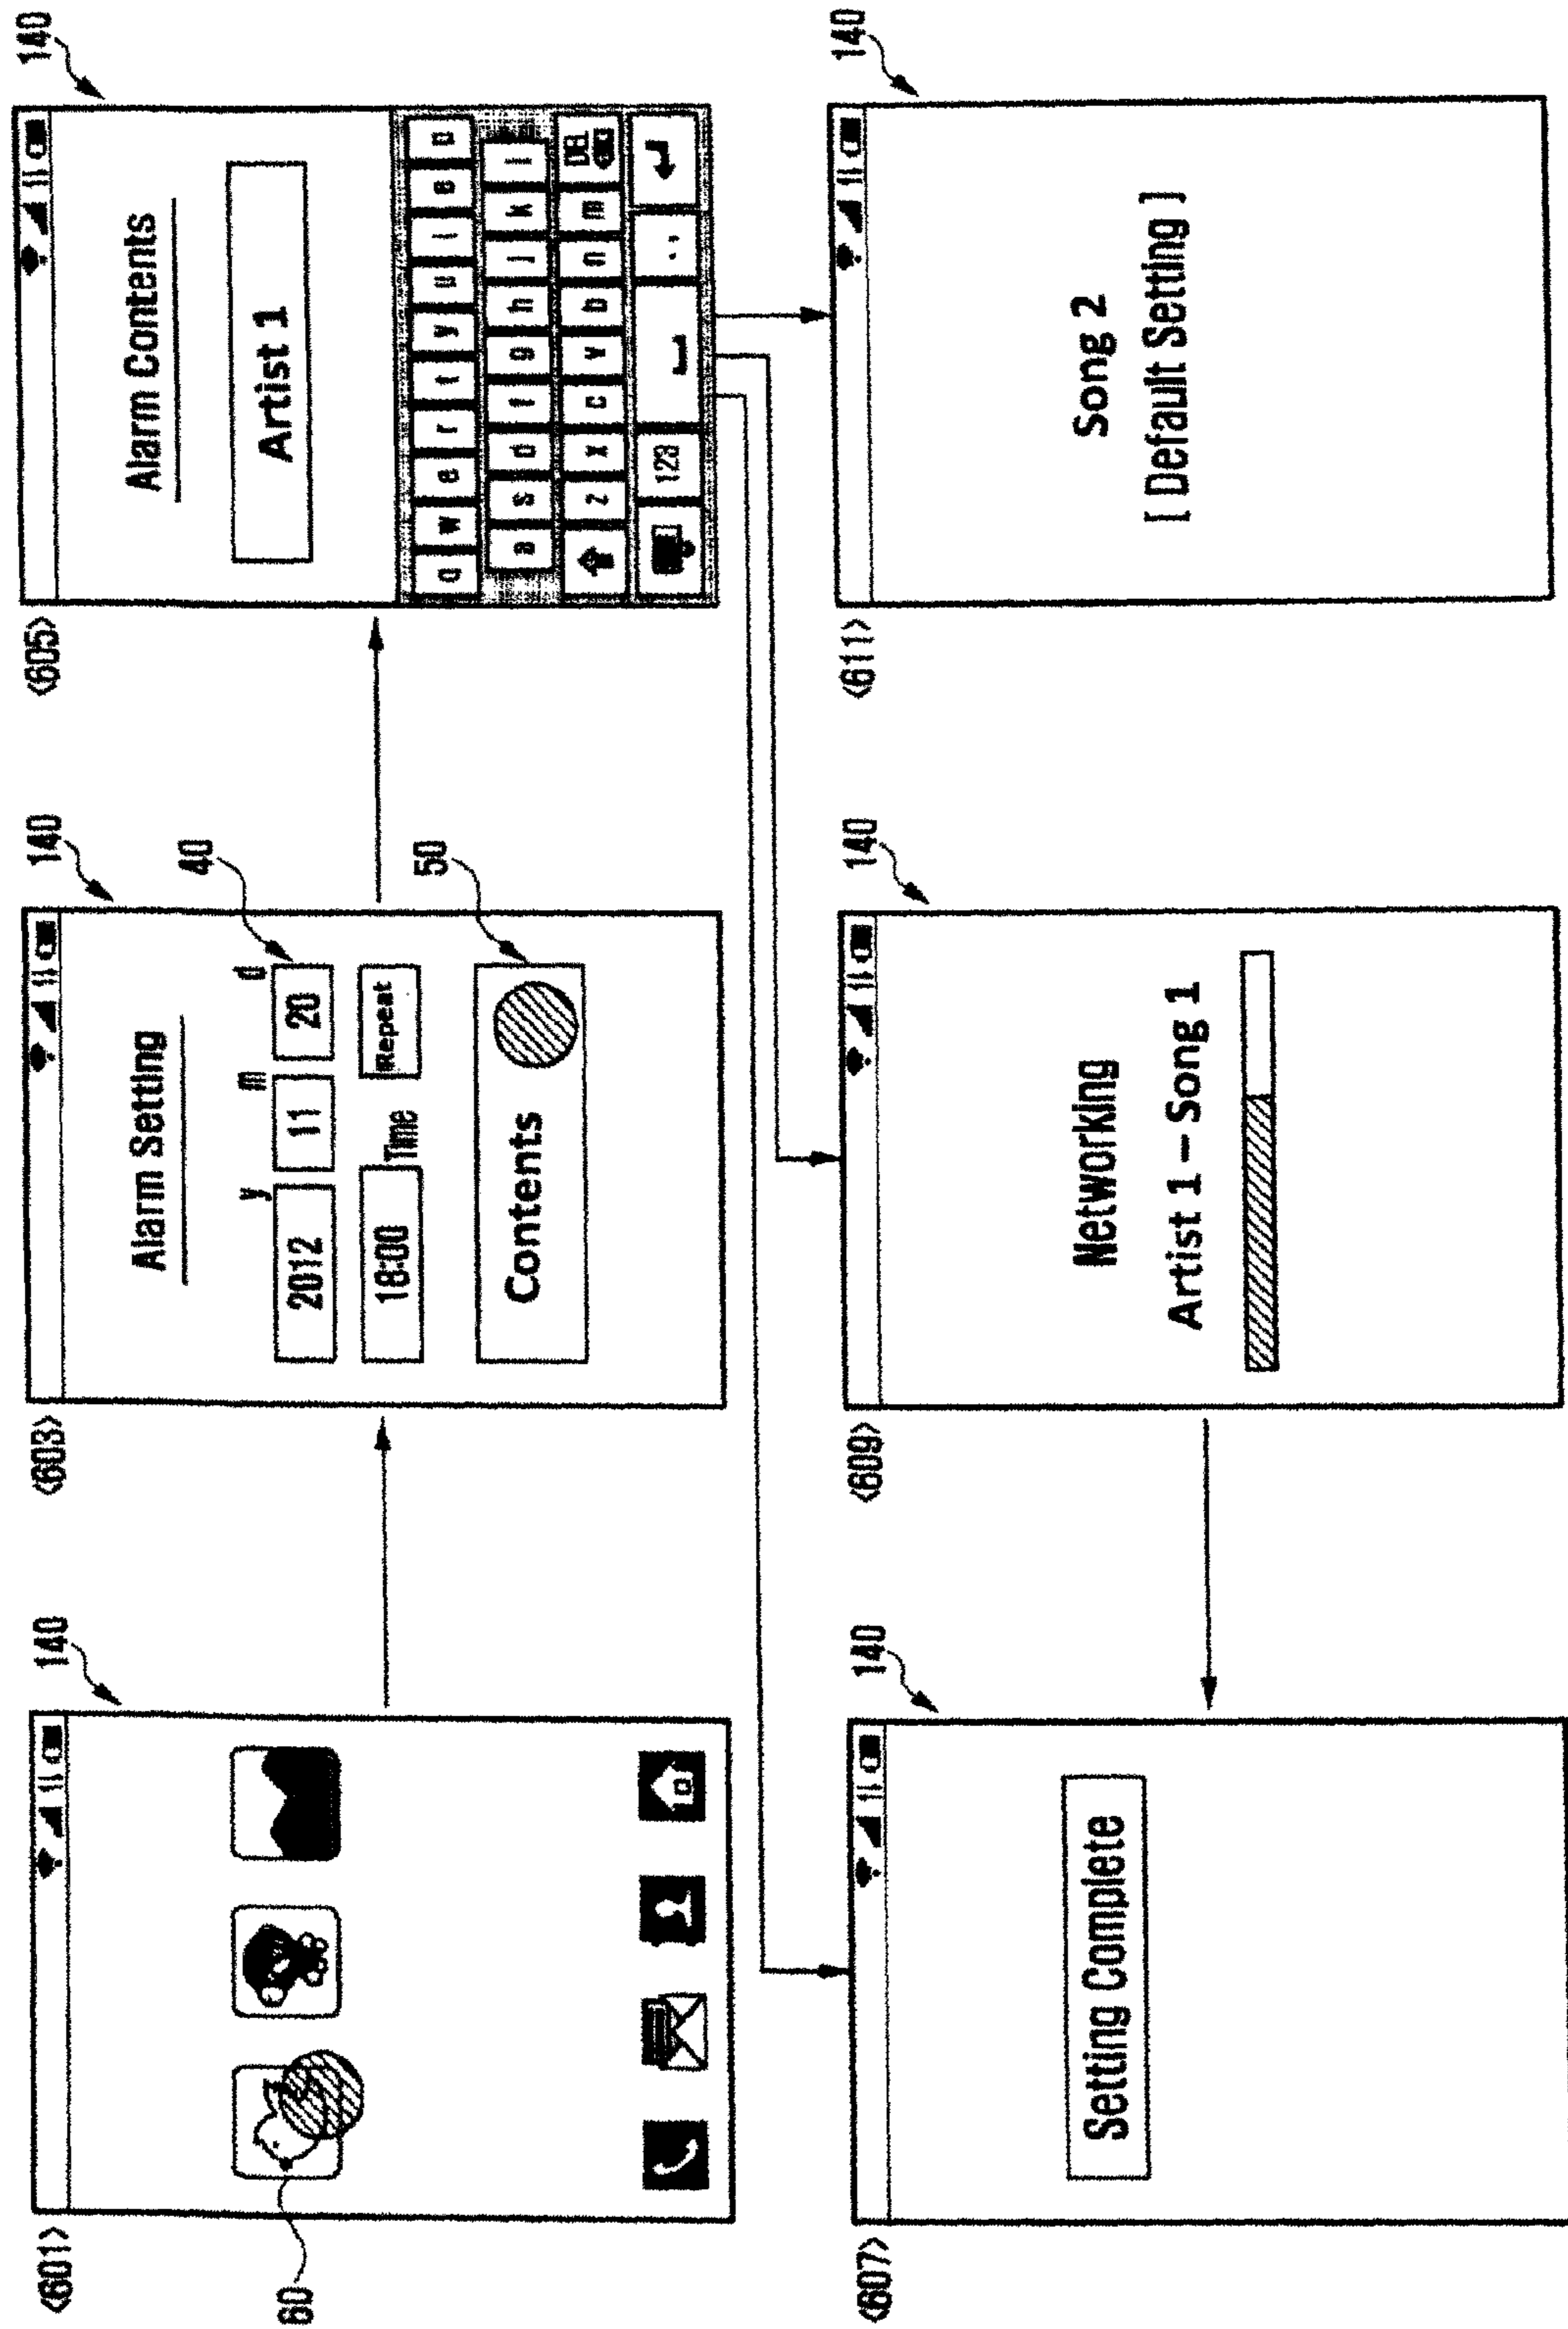 <601>
140
60
<603>
140
Alarm Setting
y m d
2012 11 20
40
18:00 Time Repeat
Contents
50
<605>
140
Alarm Contents
Artist 1
q w e r t y u i o p
a s d f g h j k l
z x c v b n m DEL
123 . ,
<607>
140
Setting Complete
<609>
140
Networking
Artist 1 – Song 1
<611>
140
Song 2
[ Default Setting ]